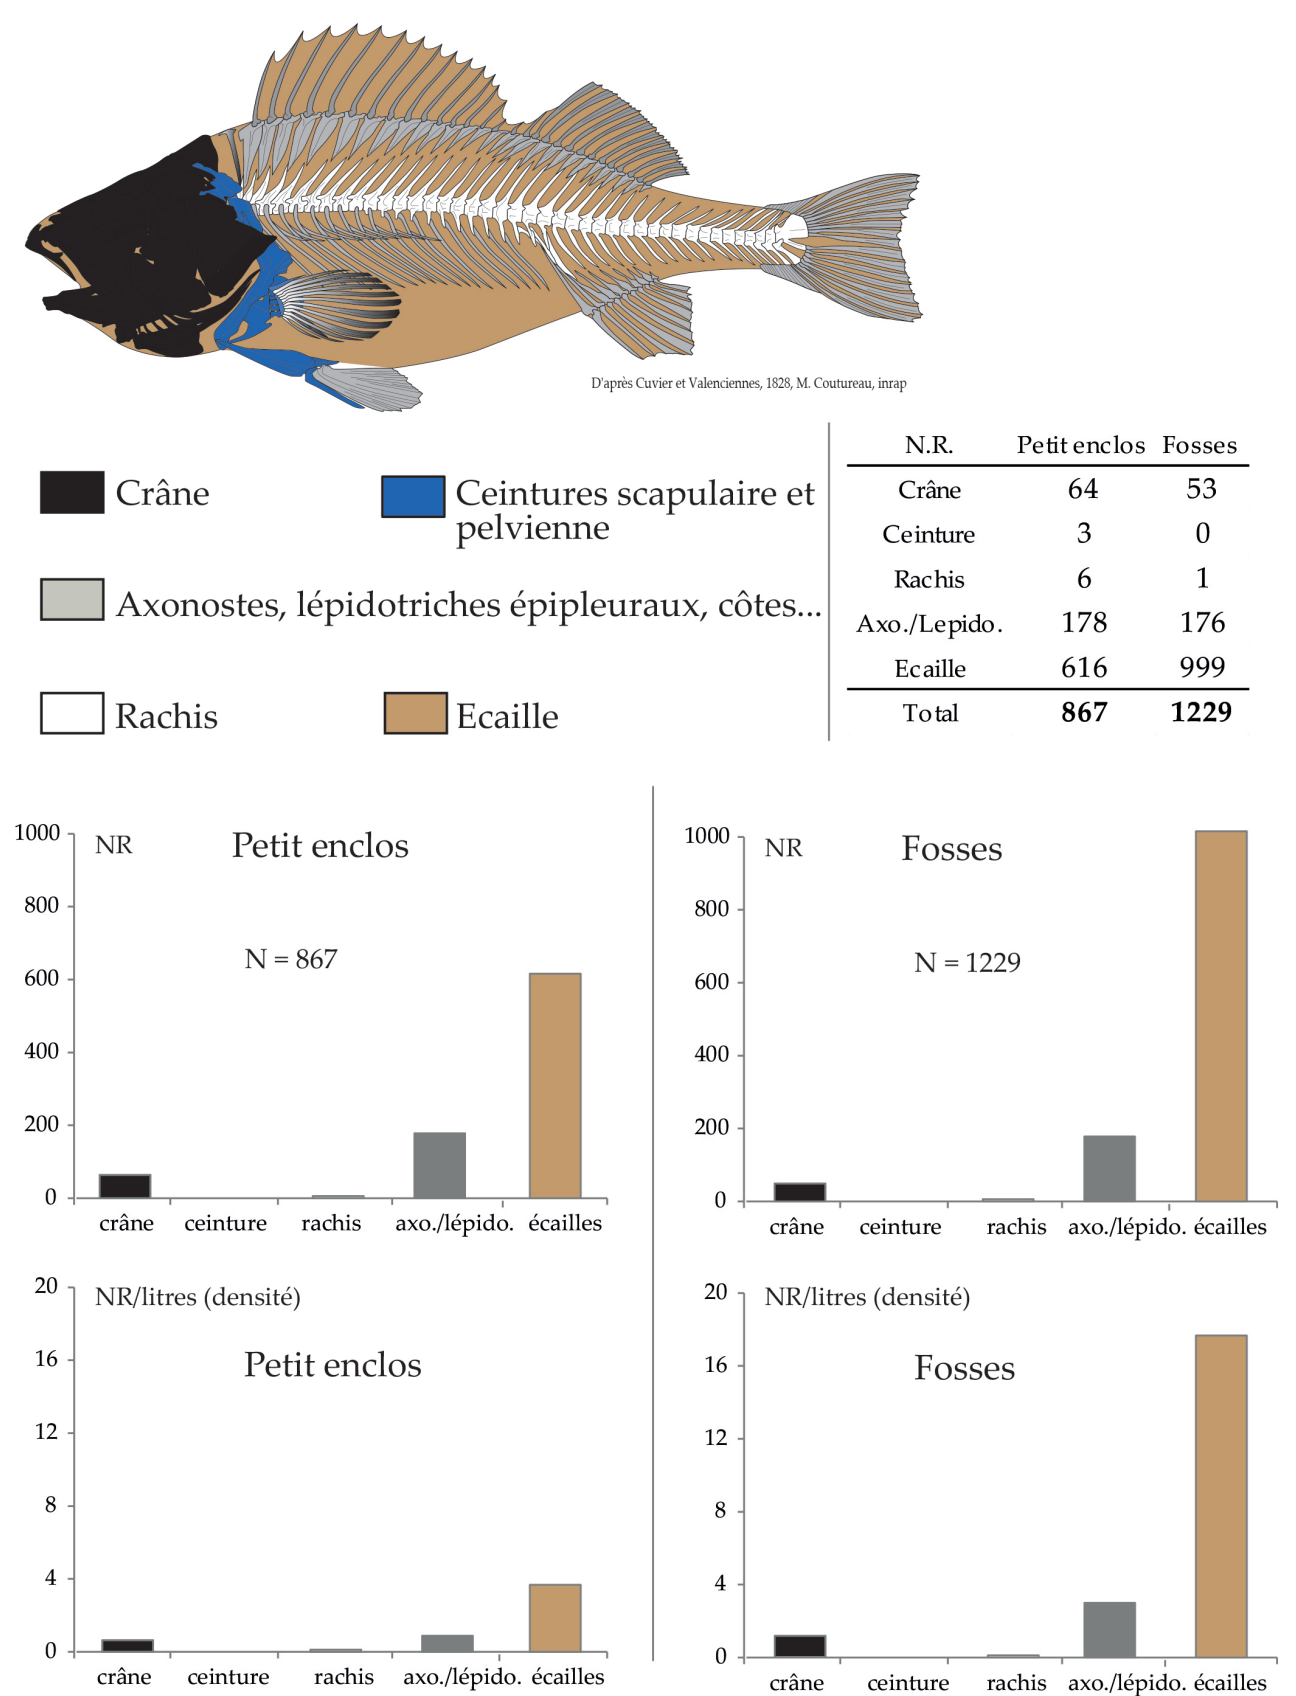 D'après Cuvier et Valenciennes, 1828, M. Coutureau, inrap
Crâne
Ceintures scapulaire et
pelvienne
Axonostes, lépidotriches épipleuraux, côtes...
Rachis
Ecaille
N.R. Petit enclos Fosses
Crâne 64 53
Ceinture 3 0
Rachis 6 1
Axo./Lepido. 178 176
Ecaille 616 999
Total 867 1229
NR
Petit enclos
N = 867
1000
800
600
400
200
0
crâne ceinture rachis axo./lépido. écailles
NR
Fosses
N = 1229
1000
800
600
400
200
0
crâne ceinture rachis axo./lépido. écailles
NR/litres (densité)
Petit enclos
20
16
12
8
4
0
crâne ceinture rachis axo./lépido. écailles
NR/litres (densité)
Fosses
20
16
12
8
4
0
crâne ceinture rachis axo./lépido. écailles